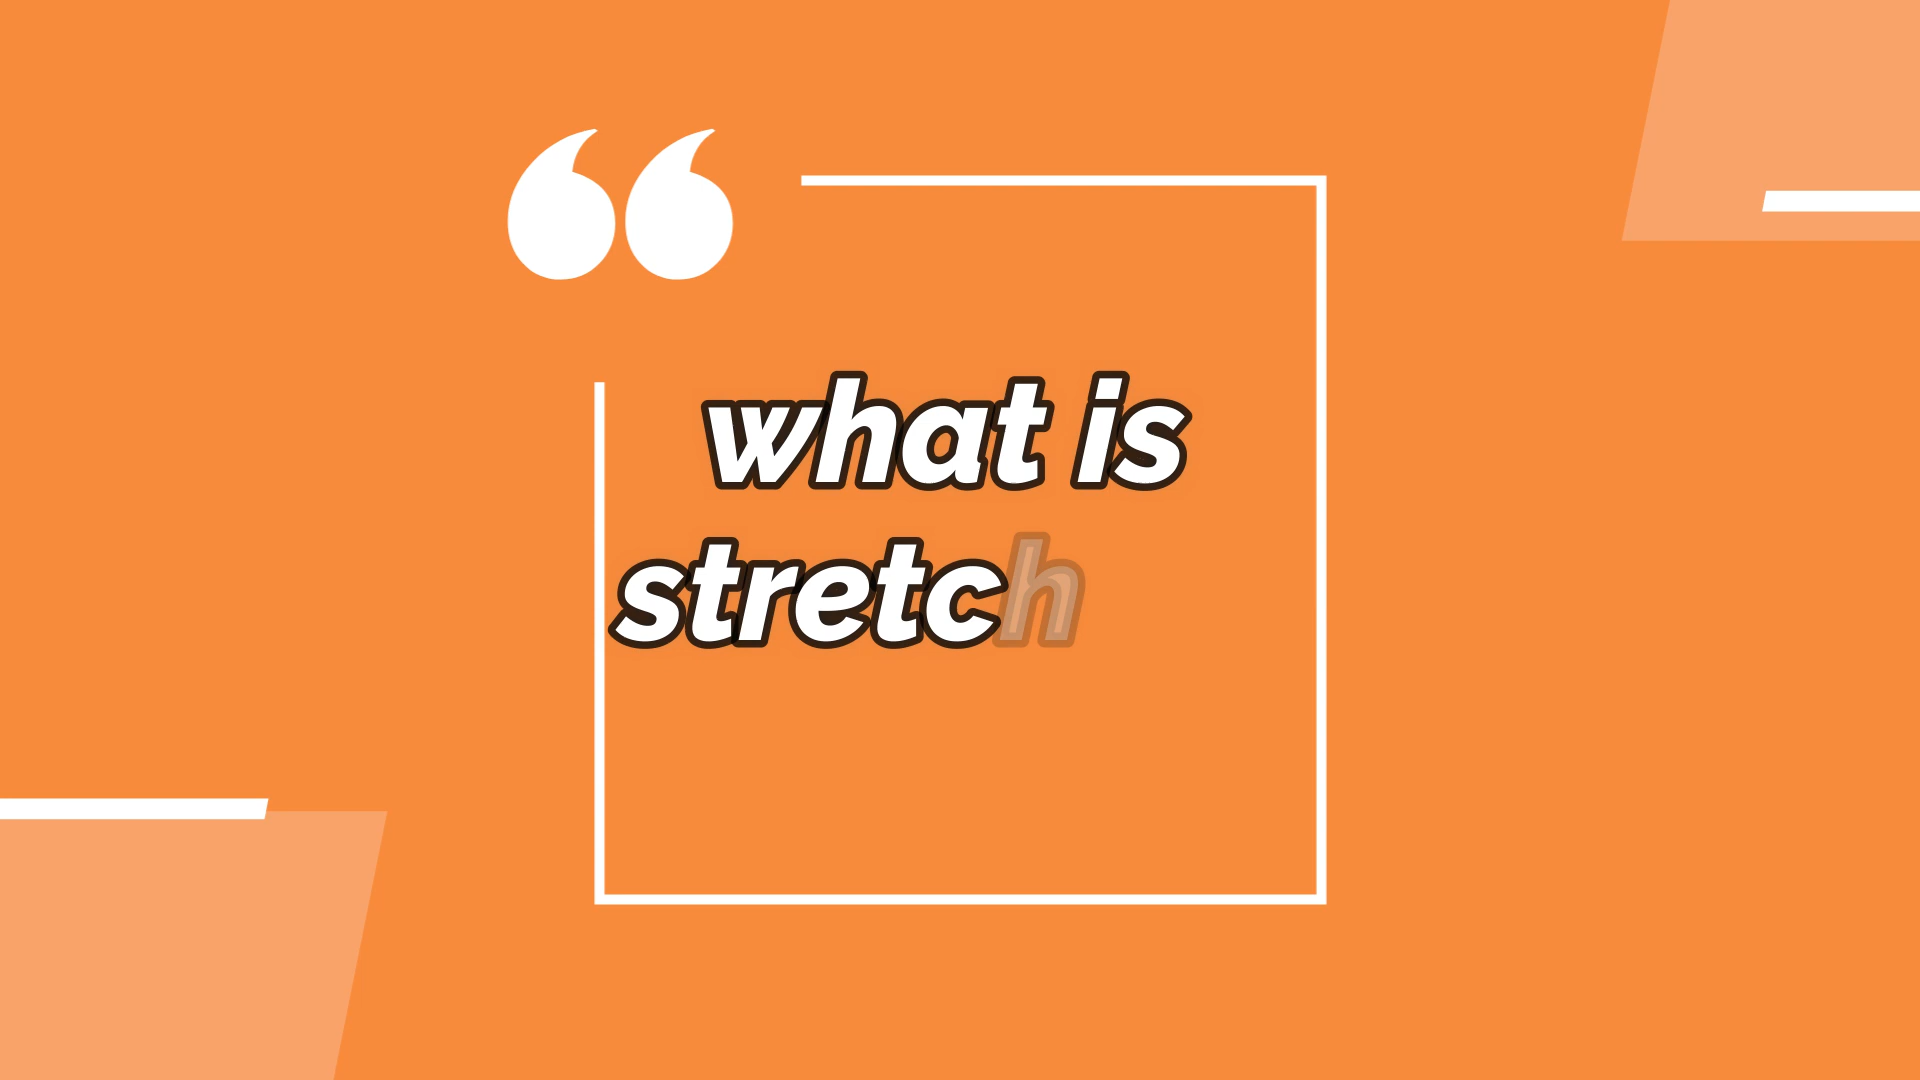 “
what is
stretch